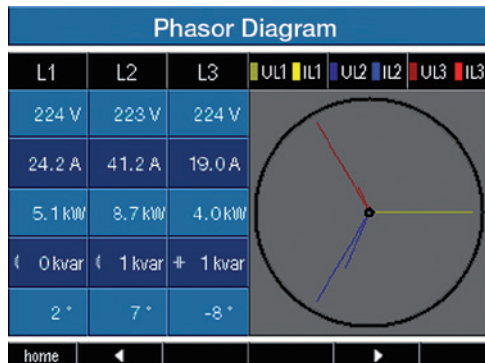 Phasor Diagram
L1 L2 L3 UL1 IL1 UL2 IL2 UL3 IL3
224 V 223 V 224 V
24.2 A 41.2 A 19.0 A
5.1 kW 8.7 kW 4.0 kW
0 kvar 1 kvar 1 kvar
2 ° 7 ° -8 °
home